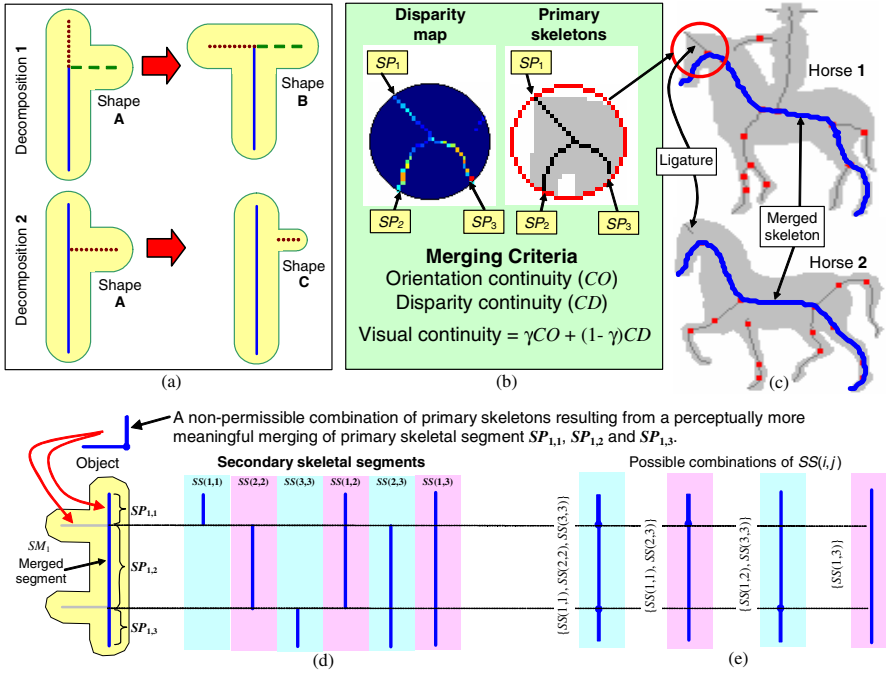 Decomposition 1
Shape
A
Shape
B
Decomposition 2
Shape
A
Shape
C
(a)
Disparity
map
Primary
skeletons
SP1
SP1
SP2
SP3
SP2
SP3
Merging Criteria
Orientation continuity (CO)
Disparity continuity (CD)
Visual continuity = γCO + (1- γ)CD
(b)
Horse 1
Ligature
Merged
skeleton
Horse 2
(c)
A non-permissible combination of primary skeletons resulting from a perceptually more
meaningful merging of primary skeletal segment SP1,1, SP1,2 and SP1,3.
Object
SP1,1
SM1
Merged
segment
SP1,2
SP1,3
Secondary skeletal segments
SS(1,1) SS(2,2) SS(3,3) SS(1,2) SS(2,3) SS(1,3)
(d)
Possible combinations of SS(i,j)
{SS(1,1), SS(2,2), SS(3,3)}
{SS(1,1), SS(2,3)}
{SS(1,2), SS(3,3)}
{SS(1,3)}
(e)